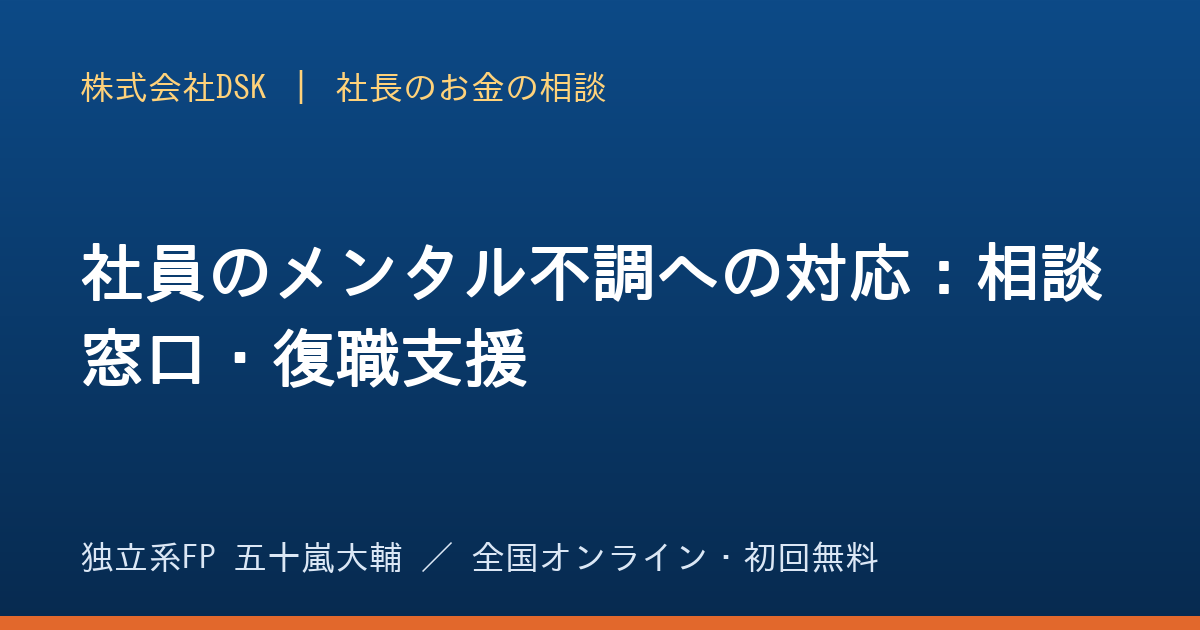 株式会社DSK ｜ 社長のお金の相談
社員のメンタル不調への対応：相談
窓口・復職支援
独立系FP 五十嵐大輔 ／ 全国オンライン・初回無料